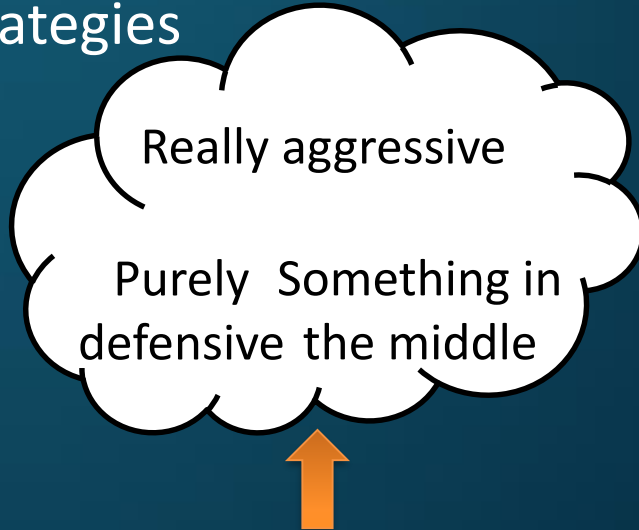 ategies
Really aggressive
Purely Something in
defensive the middle